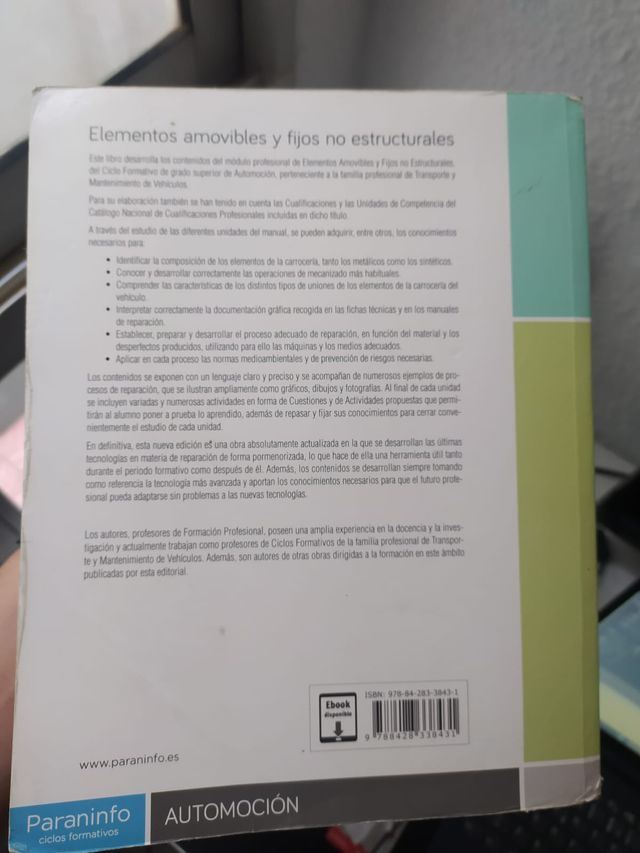 Elementos amovibles y fijos no estructurales
Este libro desarrolla los contenidos del módulo profesional de Elementos Amovibles y Fijos no Estructurales,
del Ciclo Formativo de grado superior de Automoción, perteneciente a la familia profesional de Transporte y
Mantenimiento de Vehículos.
Para su elaboración también se han tenido en cuenta las Cualificaciones y las Unidades de Competencia del
Catálogo Nacional de Cualificaciones Profesionales incluidas en dicho título.
A través del estudio de las diferentes unidades del manual, se pueden adquirir, entre otros, los conocimientos
necesarios para:
• Identificar la composición de los elementos de la carrocería, tanto los metálicos como los sintéticos.
• Conocer y desarrollar correctamente las operaciones de mecanizado más habituales.
• Comprender las características de los distintos tipos de uniones de los elementos de la carrocería del
vehículo.
• Interpretar correctamente la documentación gráfica recogida en las fichas técnicas y en los manuales
de reparación.
• Establecer, preparar y desarrollar el proceso adecuado de reparación, en función del material y los
desperfectos producidos, utilizando para ello las máquinas y los medios adecuados.
• Aplicar en cada proceso las normas medioambientales y de prevención de riesgos necesarias.
Los contenidos se exponen con un lenguaje claro y preciso y se acompañan de numerosos ejemplos de pro-
cesos de reparación, que se ilustran ampliamente como gráficos, dibujos y fotografías. Al final de cada unidad
se incluyen variadas y numerosas actividades en forma de Cuestiones y de Actividades propuestas que permi-
tirán al alumno poner a prueba lo aprendido, además de repasar y fijar sus conocimientos para cerrar conve-
nientemente el estudio de cada unidad.
En definitiva, esta nueva edición es una obra absolutamente actualizada en la que se desarrollan las últimas
tecnologías en materia de reparación de forma pormenorizada, lo que hace de ella una herramienta útil tanto
durante el periodo formativo como después de él. Además, los contenidos se desarrollan siempre tomando
como referencia la tecnología más avanzada y aportan los conocimientos necesarios para que el futuro profe-
sional pueda adaptarse sin problemas a las nuevas tecnologías.
Los autores, profesores de Formación Profesional, poseen una amplia experiencia en la docencia y la inves-
tigación y actualmente trabajan como profesores de Ciclos Formativos de la familia profesional de Transpor-
te y Mantenimiento de Vehículos. Además, son autores de otras obras dirigidas a la formación en este ámbito
publicadas por esta editorial.
Ebook
disponible
ISBN: 978-84-283-3843-1
9 788428 338431
www.paraninfo.es
Paraninfo
ciclos formativos
AUTOMOCIÓN